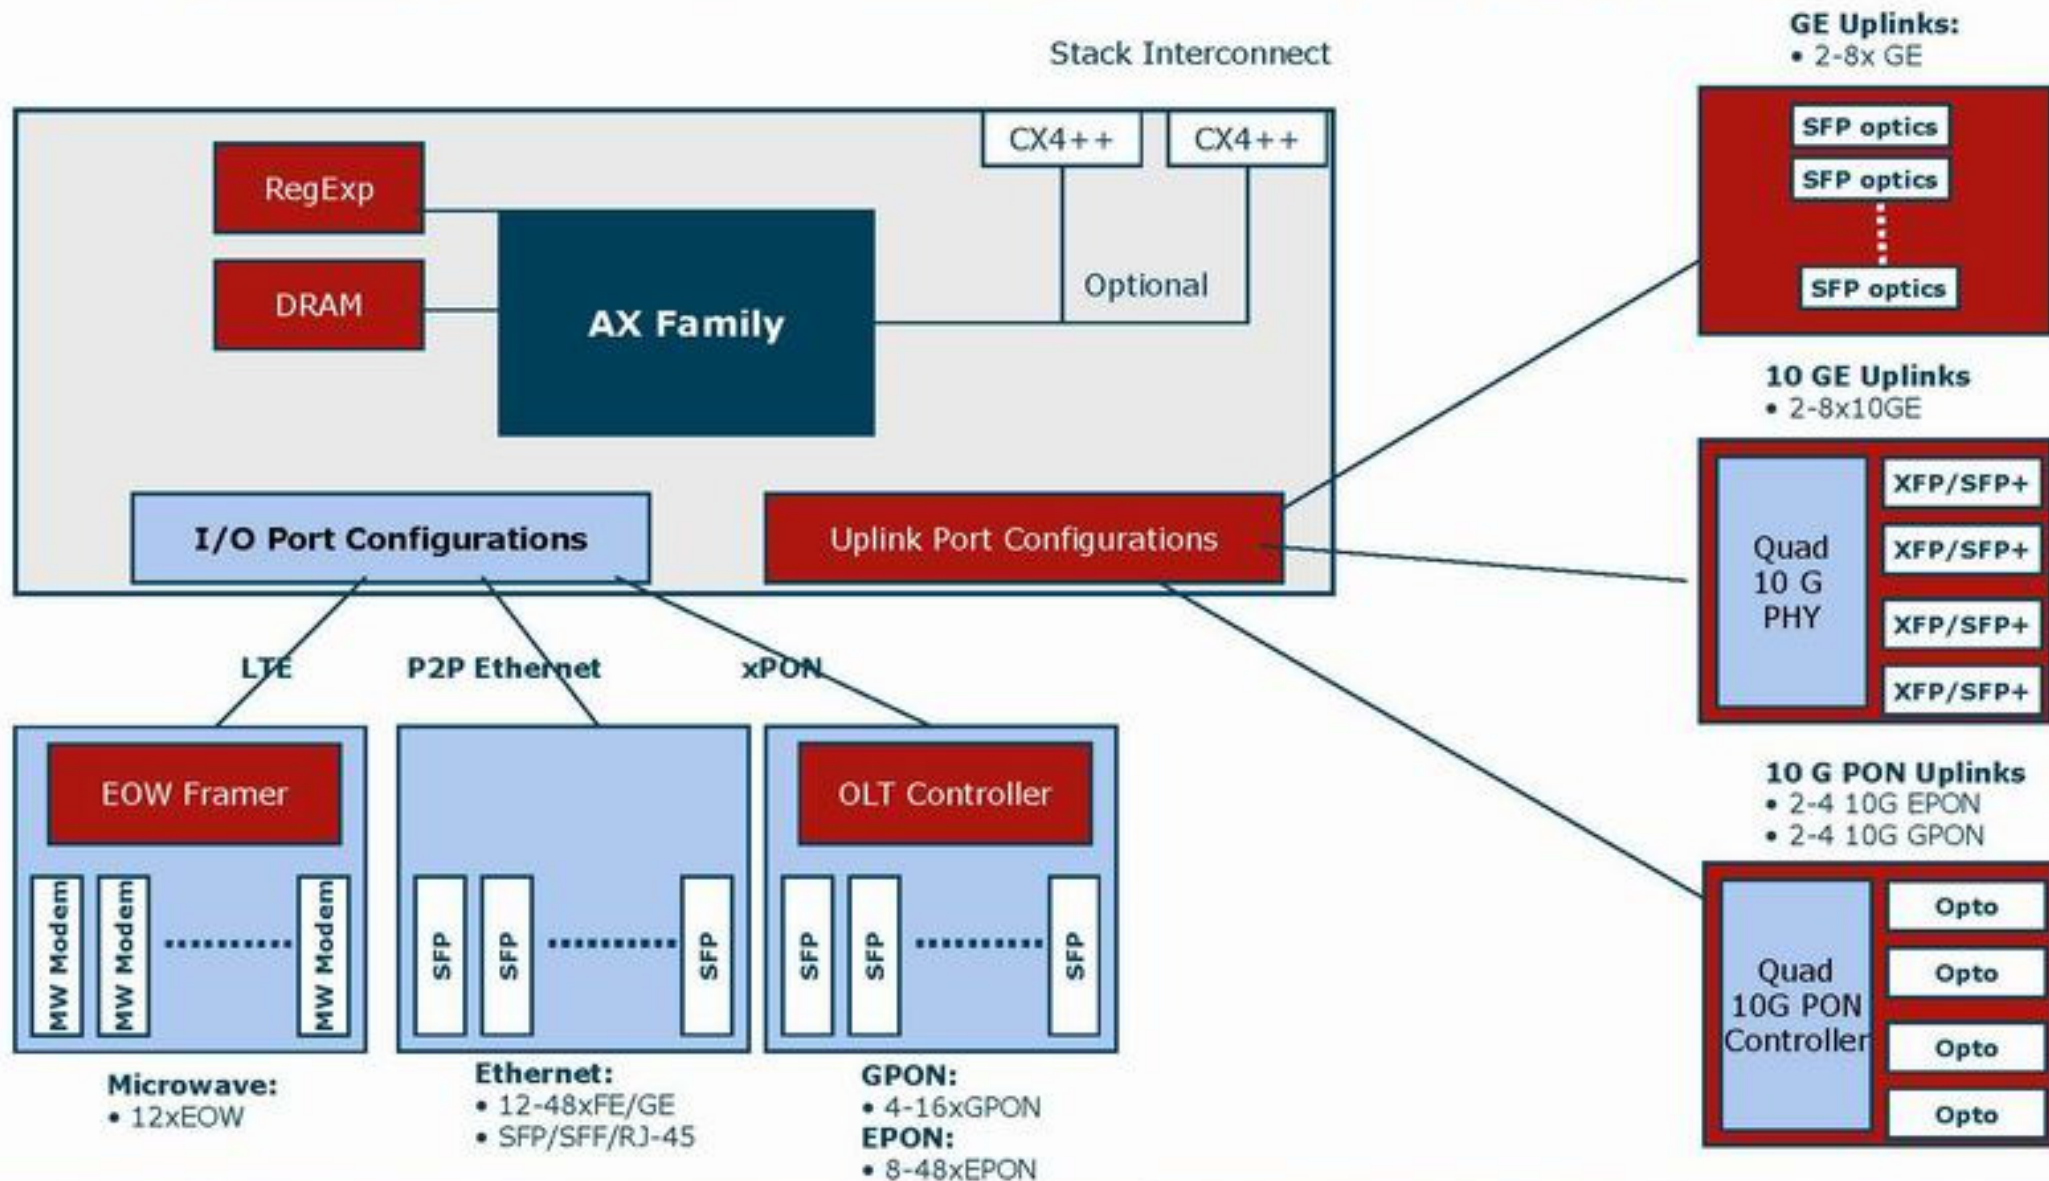 Stack Interconnect
CX4++
CX4++
RegExp
DRAM
AX Family
Optional
I/O Port Configurations
Uplink Port Configurations
LTE
P2P Ethernet
xPON
EOW Framer
MW Modem
MW Modem
MW Modem
Microwave:
• 12xEOW
SFP
SFP
SFP
Ethernet:
• 12-48xFE/GE
• SFP/SFF/RJ-45
OLT Controller
SFP
SFP
SFP
GPON:
• 4-16xGPON
EPON:
• 8-48xEPON
GE Uplinks:
• 2-8x GE
SFP optics
SFP optics
SFP optics
10 GE Uplinks
• 2-8x10GE
Quad
10 G
PHY
XFP/SFP+
XFP/SFP+
XFP/SFP+
XFP/SFP+
10 G PON Uplinks
• 2-4 10G EPON
• 2-4 10G GPON
Quad
10G PON
Controller
Opto
Opto
Opto
Opto